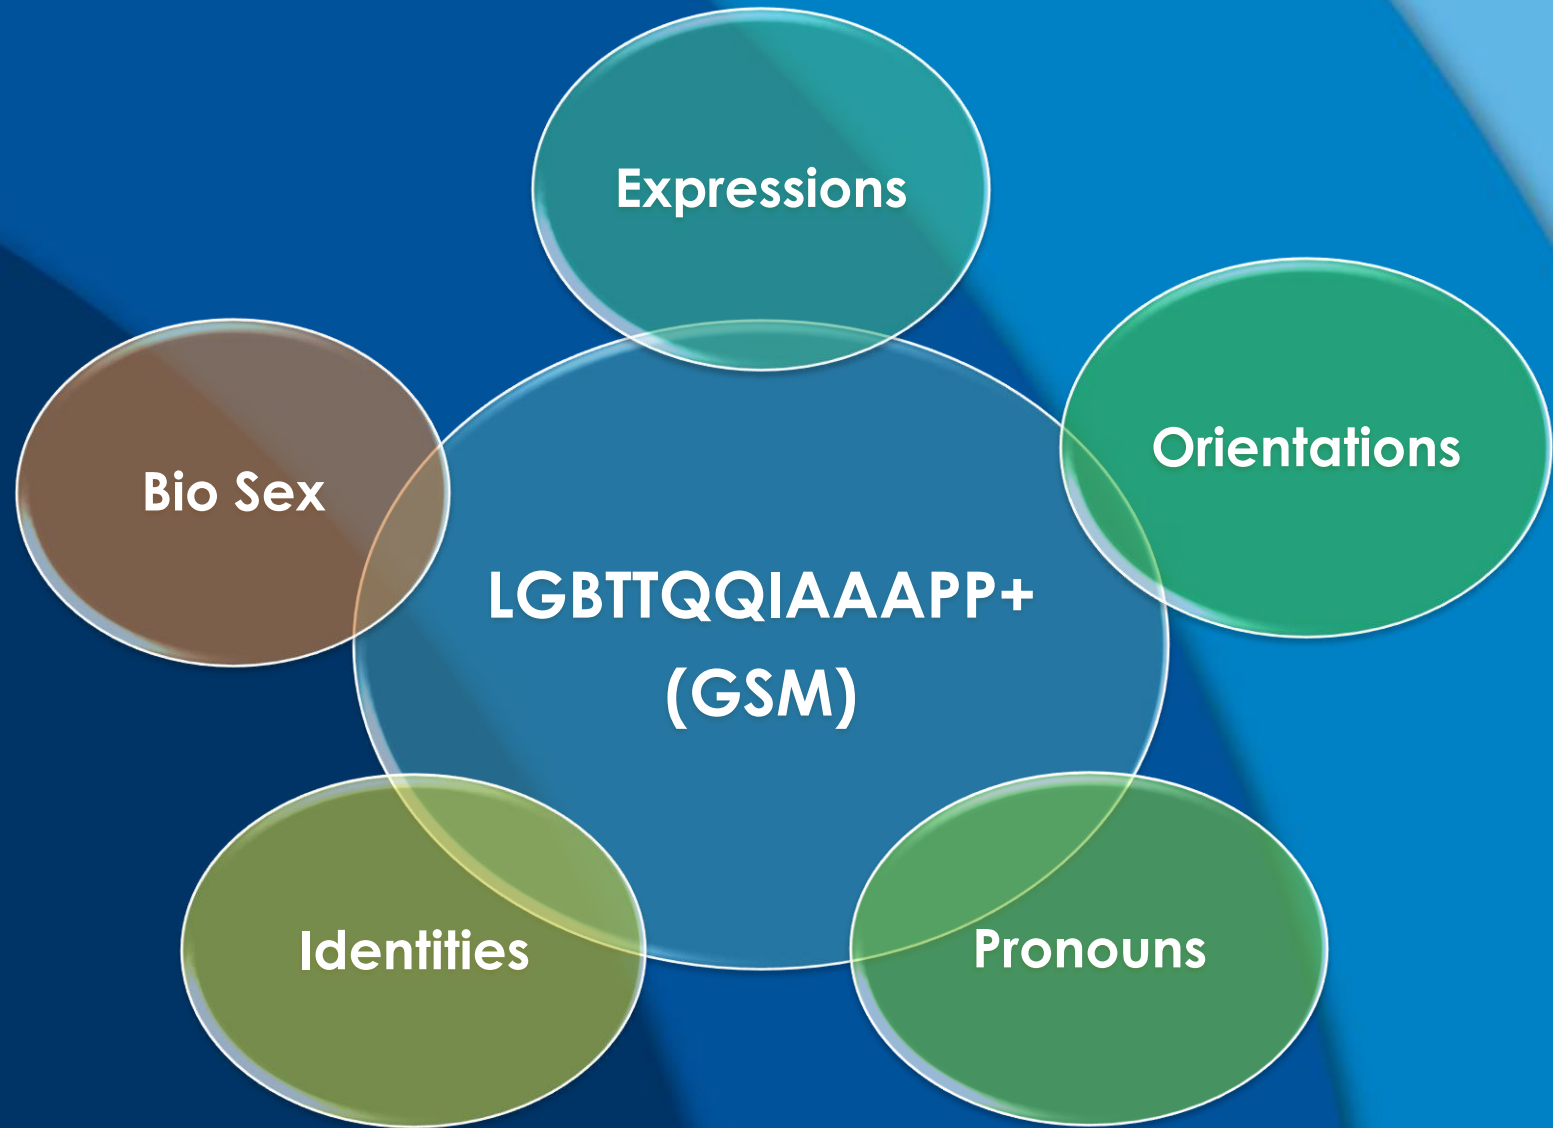 Expressions
Orientations
Bio Sex
LGBTTQQIAAAPP+
(GSM)
Identities
Pronouns